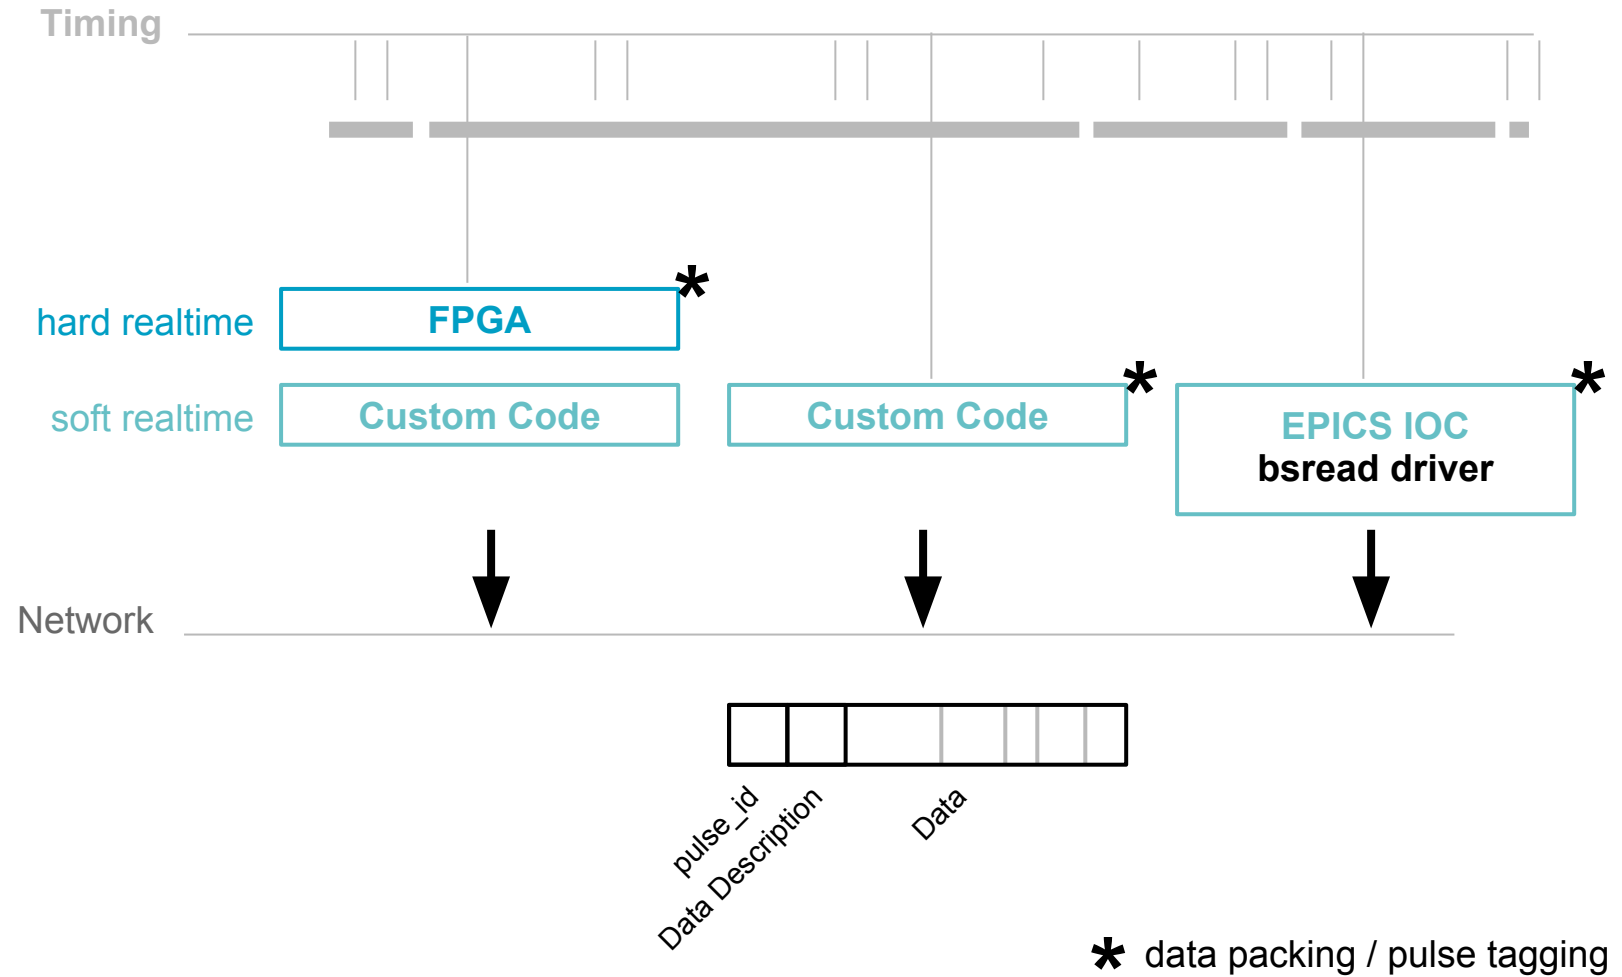 Timing
hard realtime
FPGA
*
soft realtime
Custom Code
Custom Code
*
EPICS IOC
bsread driver
*
Network
pulse_id
Data Description
Data
* data packing / pulse tagging